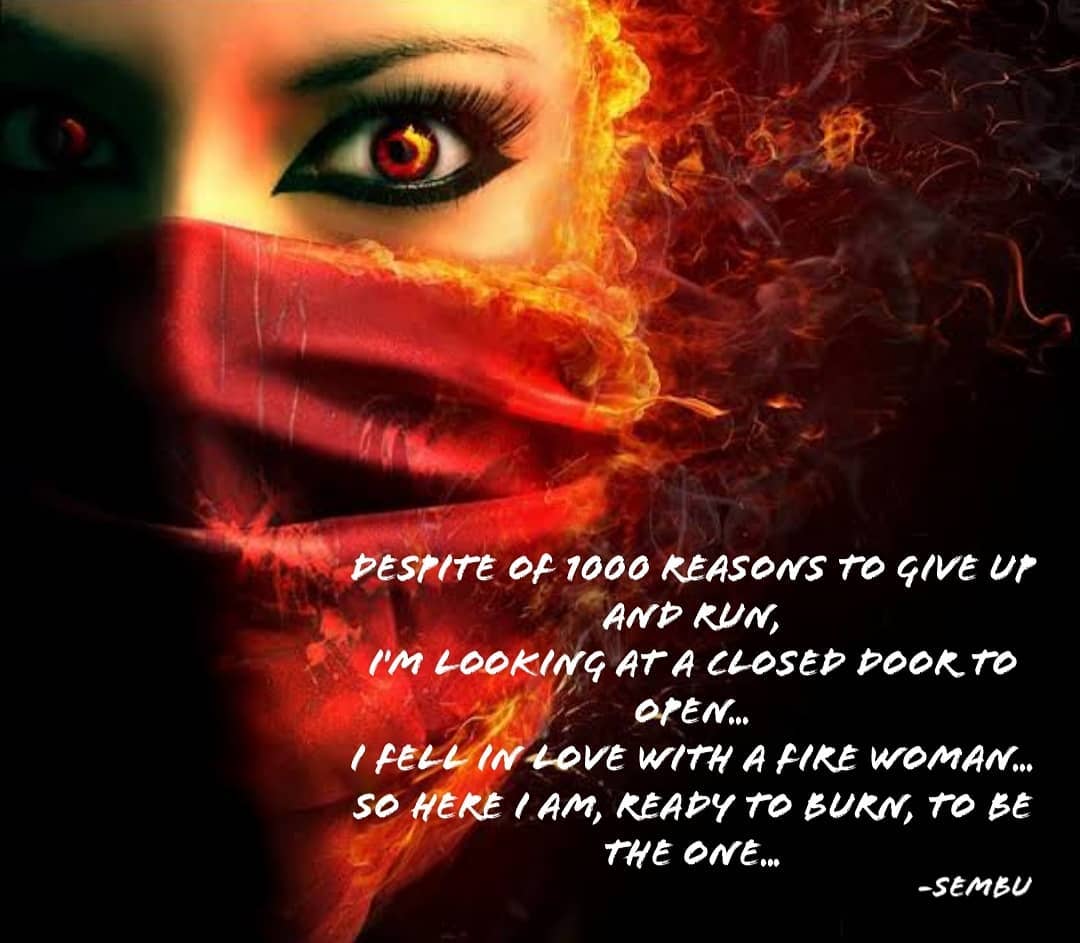 DESPITE OF 1000 REASONS TO GIVE UP
AND RUN,
I'M LOOKING AT A CLOSED DOOR TO
OPEN...
I FELL IN LOVE WITH A FIRE WOMAN...
SO HERE I AM, READY TO BURN, TO BE
THE ONE...
-SEMBU